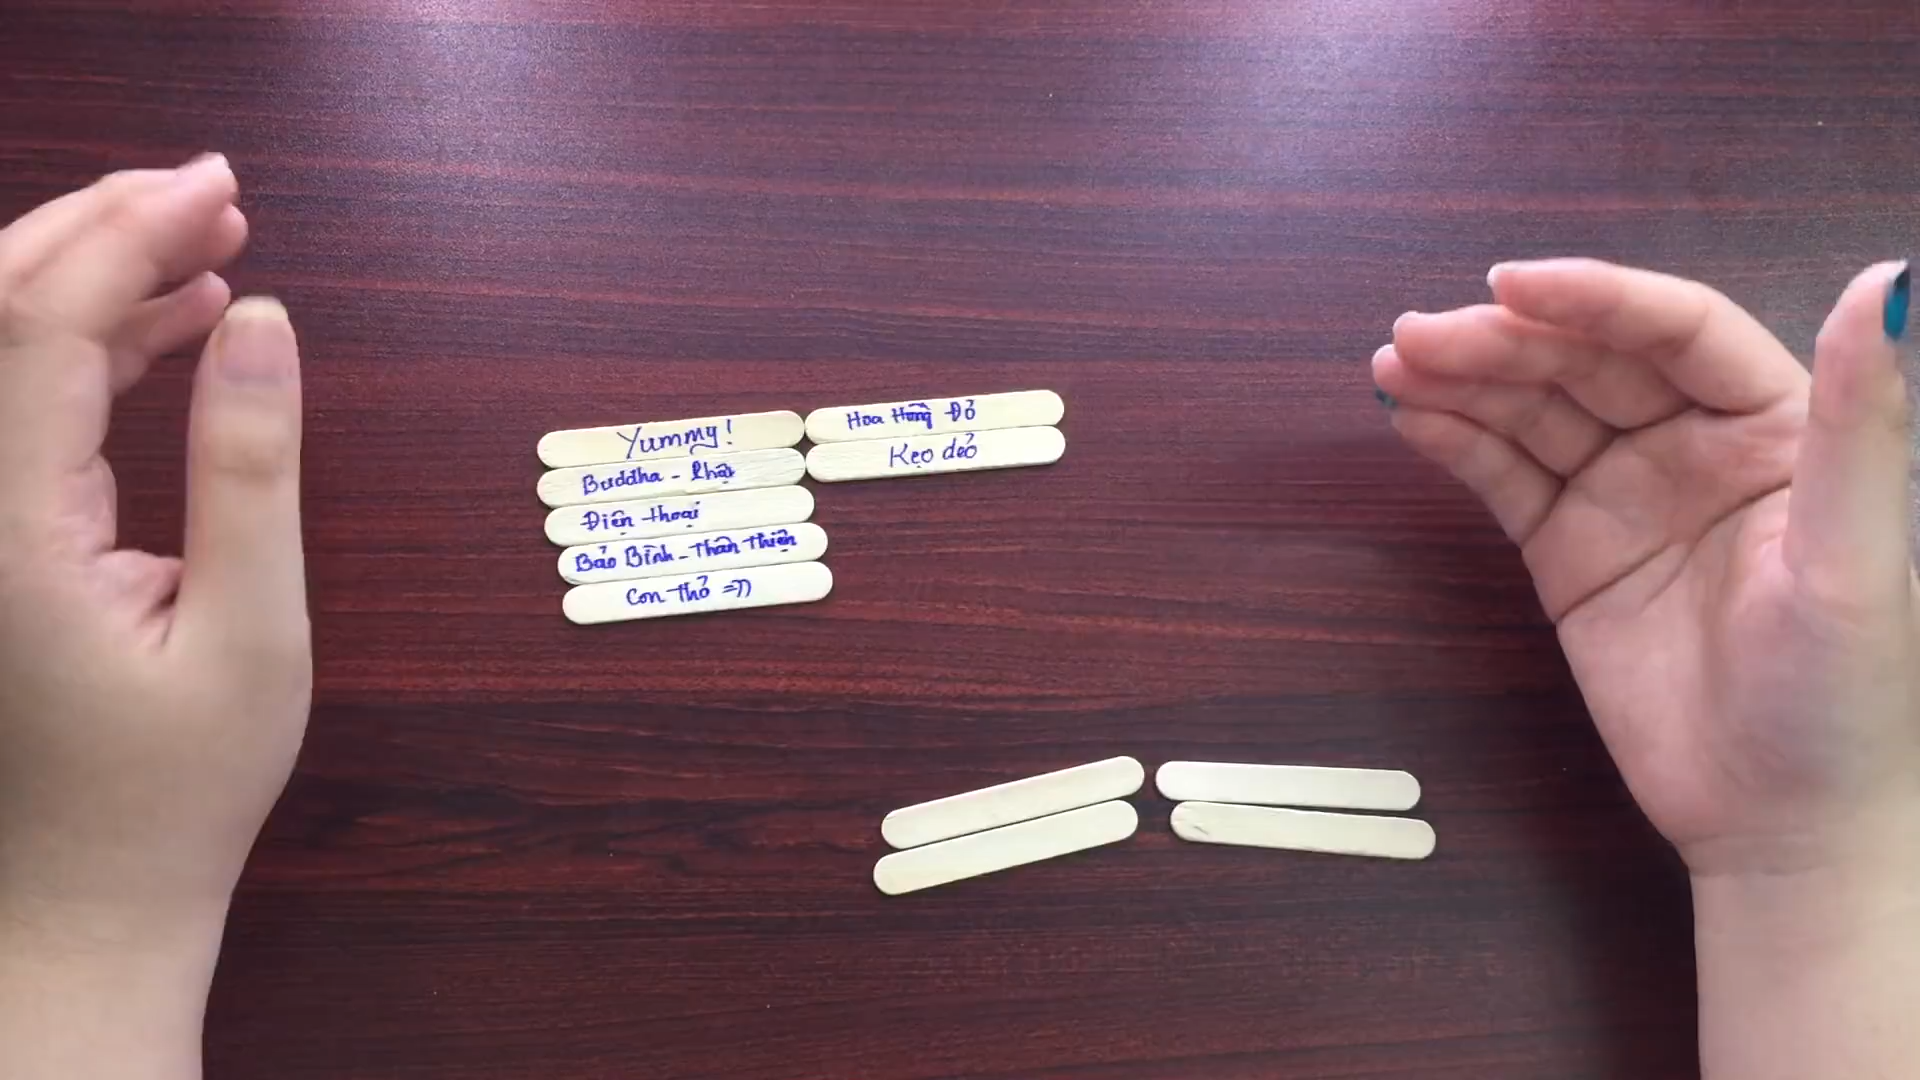 Yummy!
Buddha - Phật
Điện thoại
Bảo Bình - Thân Thiện
Con thỏ =))
Hoa Hồng Đỏ
Kẹo dẻo